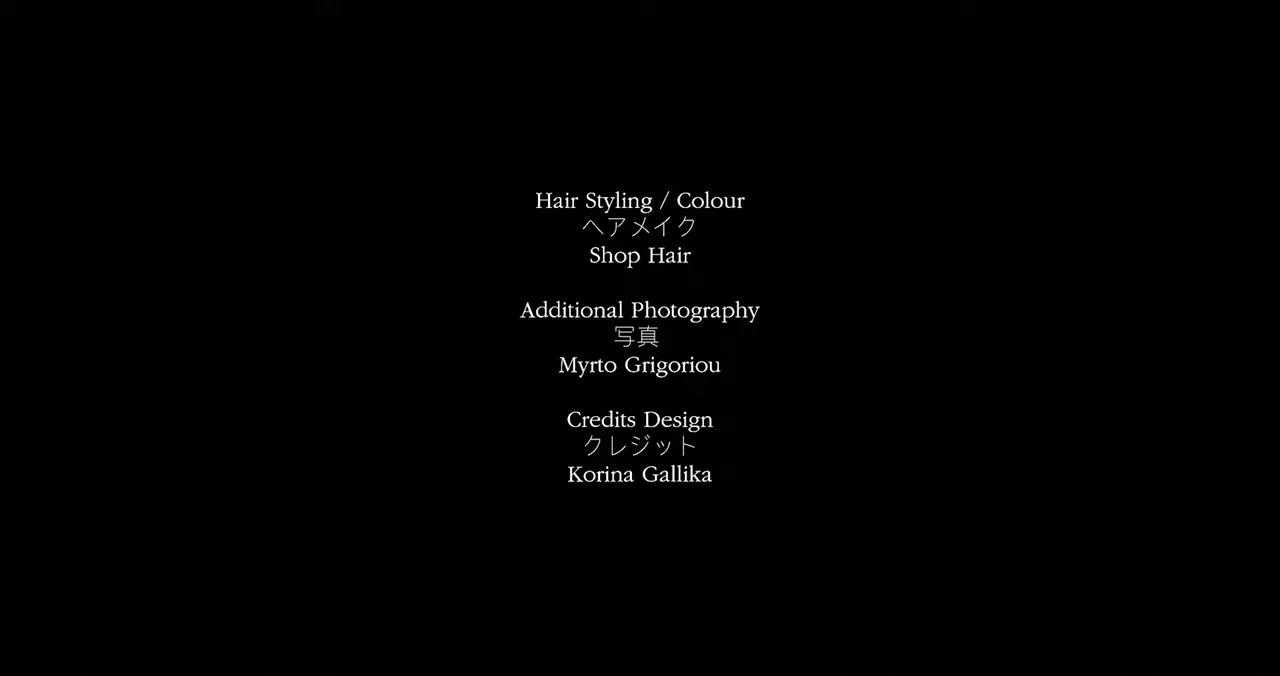 Hair Styling / Colour
ヘアメイク
Shop Hair
Additional Photography
写真
Myrto Grigoriou
Credits Design
クレジット
Korina Gallika